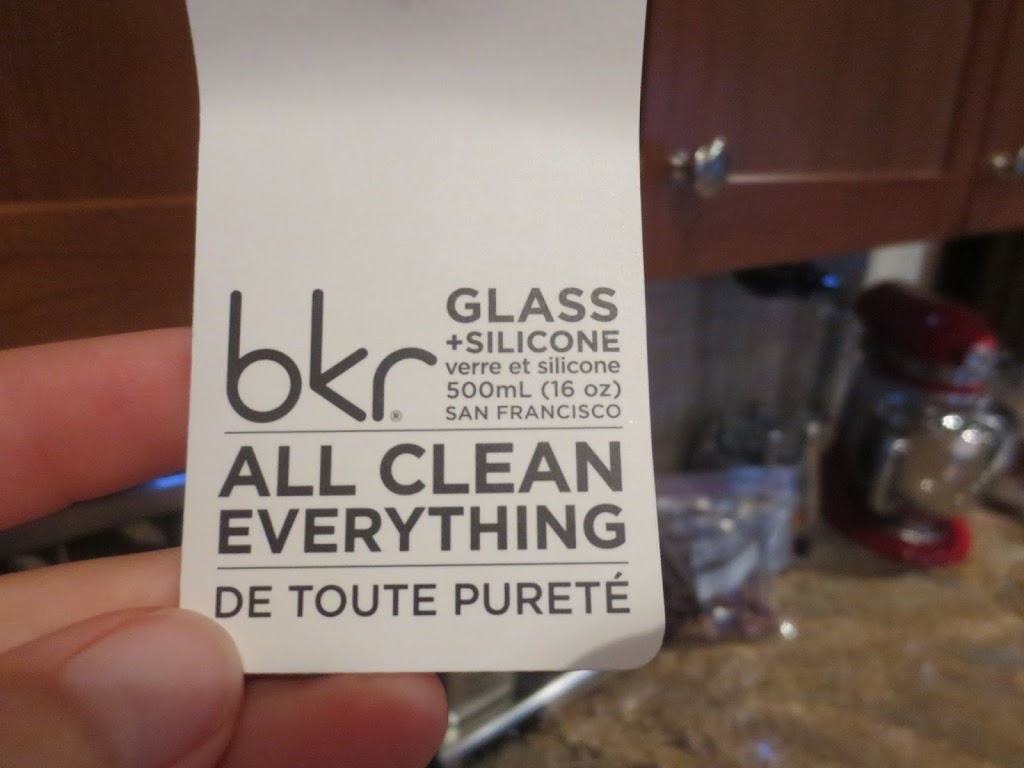 bkr®
GLASS
+SILICONE
verre et silicone
500mL (16 oz)
SAN FRANCISCO
ALL CLEAN
EVERYTHING
DE TOUTE PURETÉ